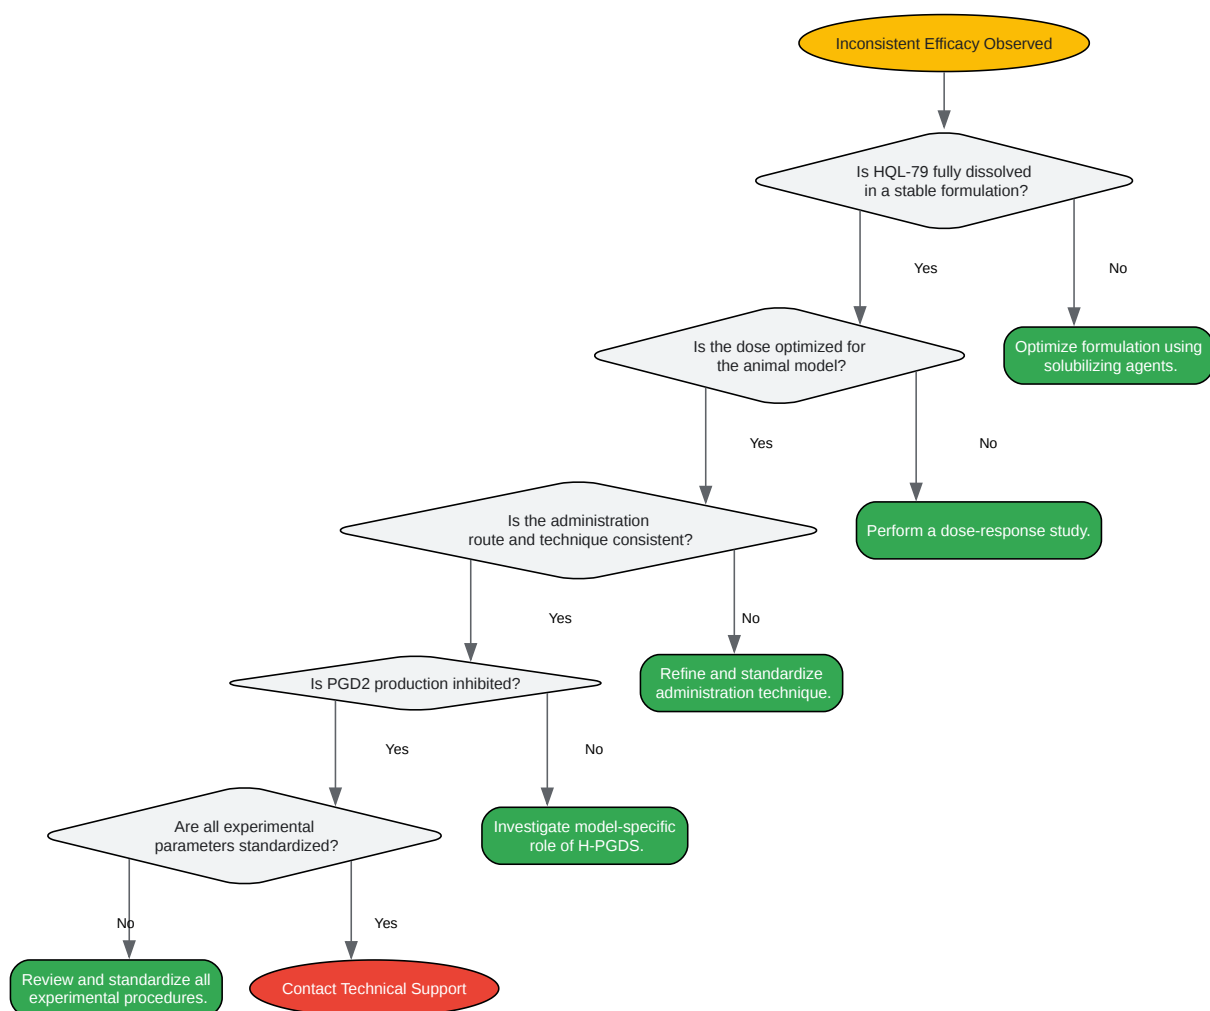 Inconsistent Efficacy Observed
Is HQL-79 fully dissolved
in a stable formulation?
Yes
No
Is the dose optimized for
the animal model?
Optimize formulation using
solubilizing agents.
Yes
No
Is the administration
route and technique consistent?
Perform a dose-response study.
Yes
No
Is PGD2 production inhibited?
Refine and standardize
administration technique.
Yes
No
Are all experimental
parameters standardized?
Investigate model-specific
role of H-PGDS.
No
Yes
Review and standardize all
experimental procedures.
Contact Technical Support